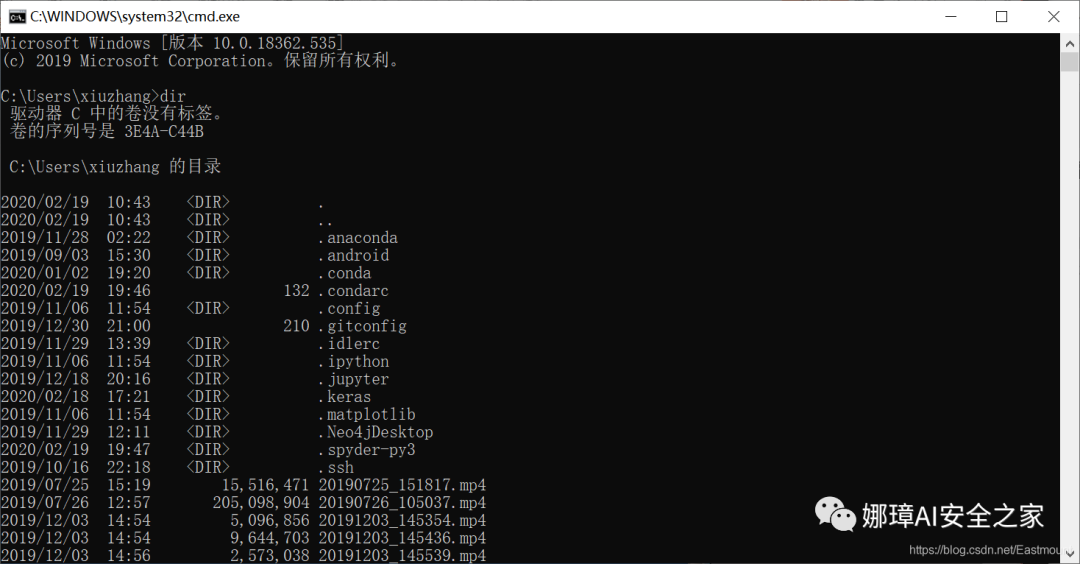 C:\WINDOWS\system32\cmd.exe
Microsoft Windows [版本 10.0.18362.535]
(c) 2019 Microsoft Corporation。保留所有权利。
C:\Users\xiuzhang>dir
驱动器 C 中的卷没有标签。
卷的序列号是 3E4A-C44B
C:\Users\xiuzhang 的目录
2020/02/19 10:43 <DIR> .
2020/02/19 10:43 <DIR> ..
2019/11/28 02:22 <DIR> .anaconda
2019/09/03 15:30 <DIR> .android
2020/01/02 19:20 <DIR> .conda
2020/02/19 19:46 132 .condarc
2019/11/06 11:54 <DIR> .config
2019/12/30 21:00 210 .gitconfig
2019/11/29 13:39 <DIR> .idlerc
2019/11/06 11:54 <DIR> .ipython
2019/12/18 20:16 <DIR> .jupyter
2020/02/18 17:21 <DIR> .keras
2019/11/06 11:54 <DIR> .matplotlib
2019/11/29 12:11 <DIR> .Neo4jDesktop
2020/02/19 19:47 <DIR> .spyder-py3
2019/10/16 22:18 <DIR> .ssh
2019/07/25 15:19 15,516,471 20190725_151817.mp4
2019/07/26 12:57 205,098,904 20190726_105037.mp4
2019/12/03 14:54 5,096,856 20191203_145354.mp4
2019/12/03 14:54 9,644,703 20191203_145436.mp4
2019/12/03 14:56 2,573,038 20191203_145539.mp4
娜璋AI安全之家
https://blog.csdn.net/Eastmou